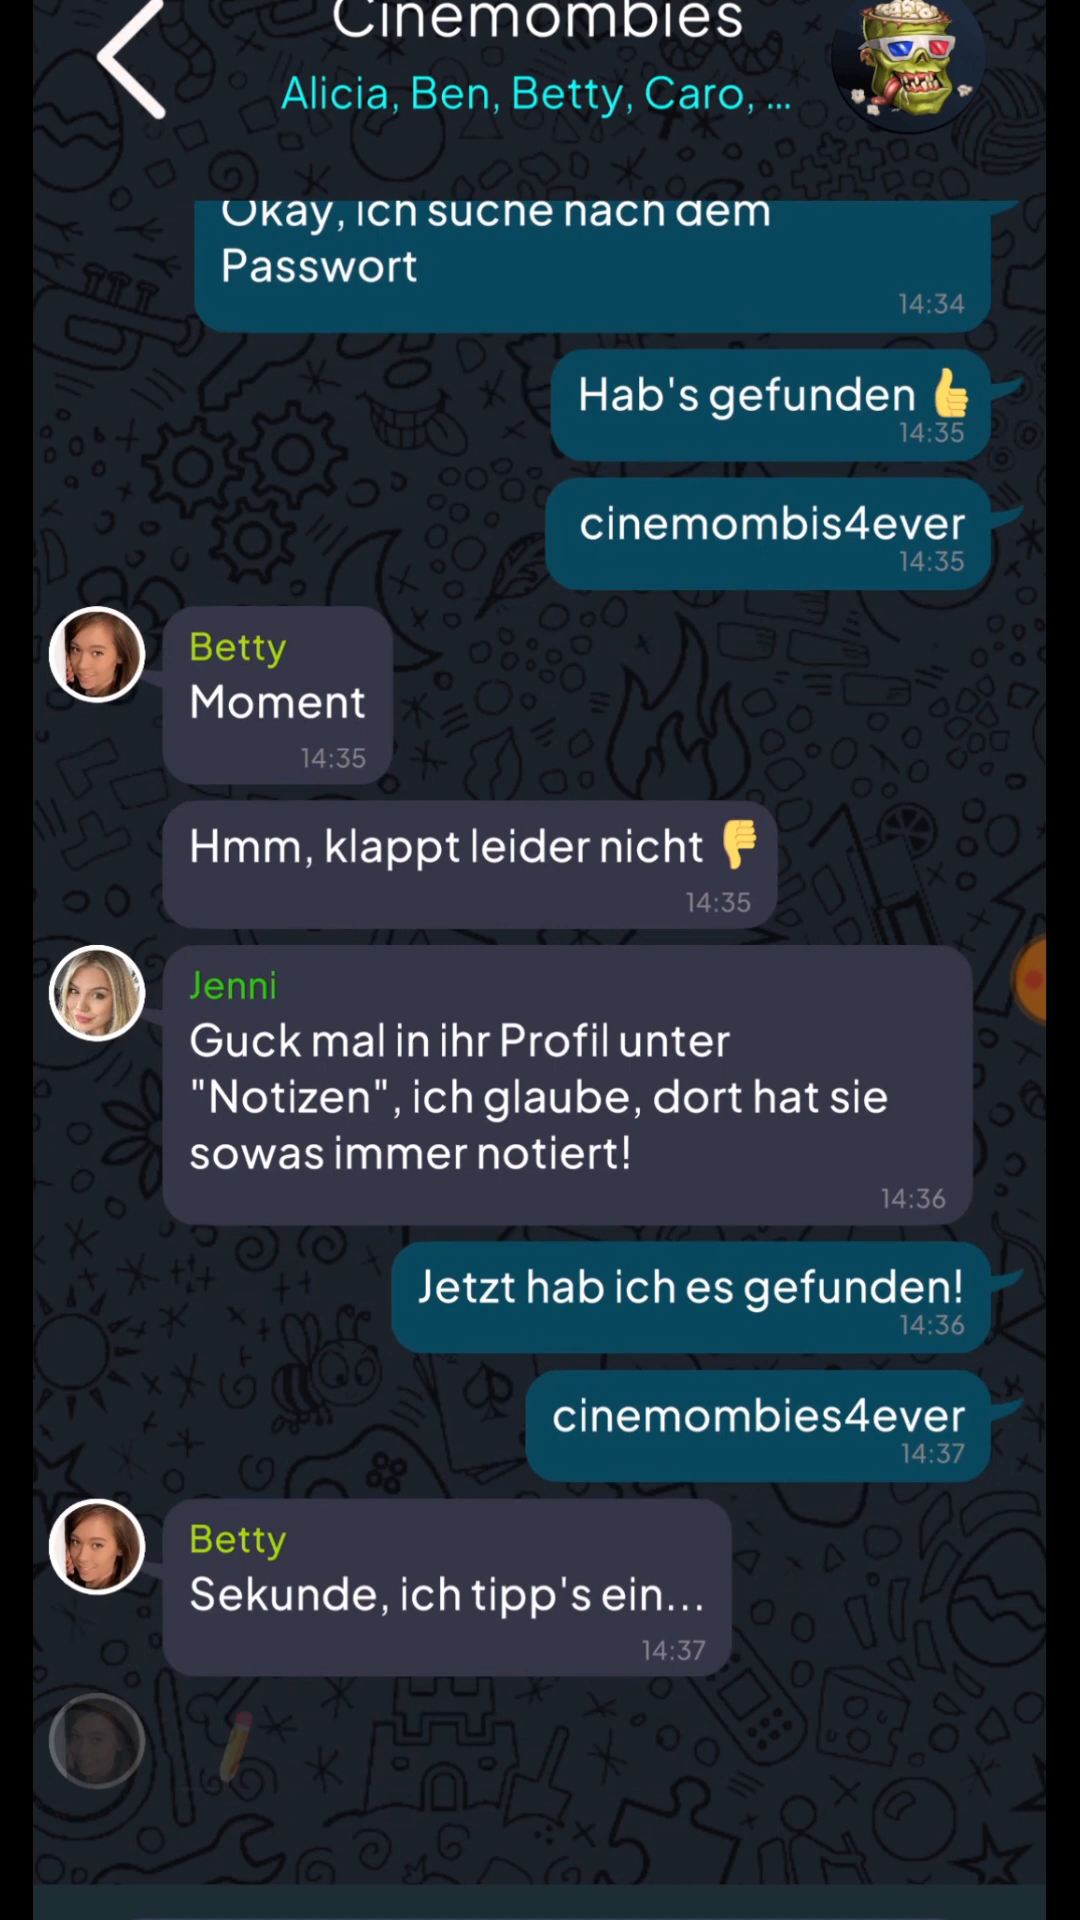 Cinemombies
Alicia, Ben, Betty, Caro, ...
Okay, ich suche nach dem
Passwort
14:34
Hab's gefunden 👍
14:35
cinemombis4ever
14:35
Betty
Moment
14:35
Hmm, klappt leider nicht 👎
14:35
Jenni
Guck mal in ihr Profil unter
"Notizen", ich glaube, dort hat sie
sowas immer notiert!
14:36
Jetzt hab ich es gefunden!
14:36
cinemombies4ever
14:37
Betty
Sekunde, ich tipp's ein...
14:37